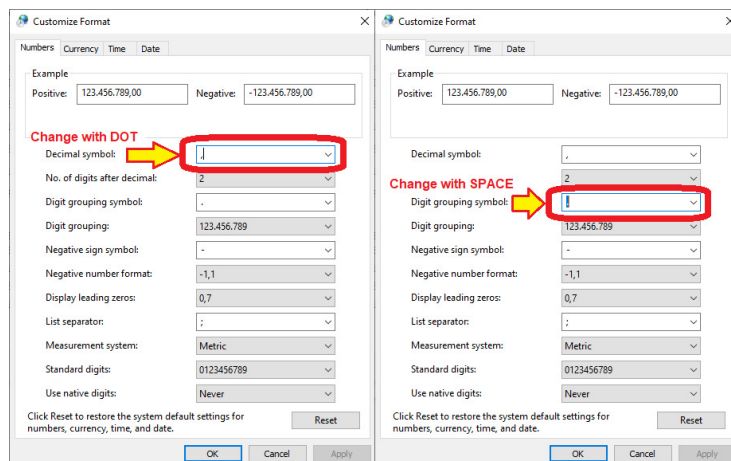 Customize Format
Numbers Currency Time Date
Example
Positive: 123.456.789,00 Negative: -123.456.789,00
Change with DOT
Decimal symbol: ,
No. of digits after decimal: 2
Digit grouping symbol: .
Digit grouping: 123.456.789
Negative sign symbol: -
Negative number format: -1,1
Display leading zeros: 0,7
List separator: ;
Measurement system: Metric
Standard digits: 0123456789
Use native digits: Never
Click Reset to restore the system default settings for
numbers, currency, time, and date.
Reset
OK Cancel Apply
Customize Format
Numbers Currency Time Date
Example
Positive: 123.456.789,00 Negative: -123.456.789,00
Decimal symbol: ,
No. of digits after decimal: 2
Change with SPACE
Digit grouping symbol: .
Digit grouping: 123.456.789
Negative sign symbol: -
Negative number format: -1,1
Display leading zeros: 0,7
List separator: ;
Measurement system: Metric
Standard digits: 0123456789
Use native digits: Never
Click Reset to restore the system default settings for
numbers, currency, time, and date.
Reset
OK Cancel Apply